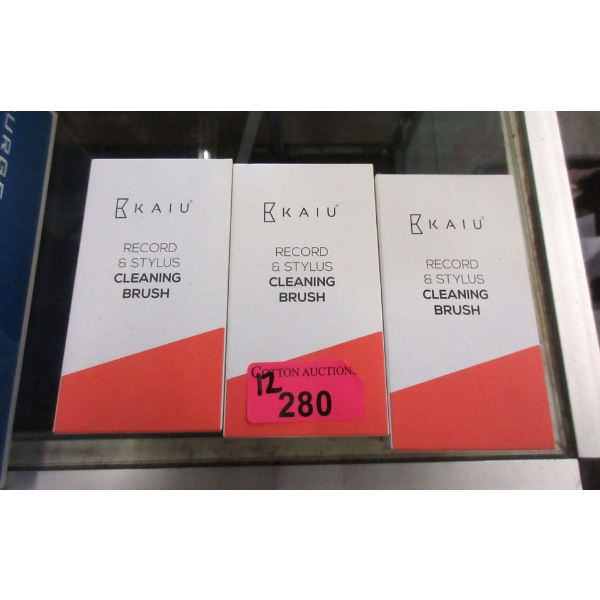 URGE
KAIU
RECORD
& STYLUS
CLEANING
BRUSH
KAIU
RECORD
& STYLUS
CLEANING
BRUSH
COTTON AUCTIONS
12
280
KAIU
RECORD
& STYLUS
CLEANING
BRUSH